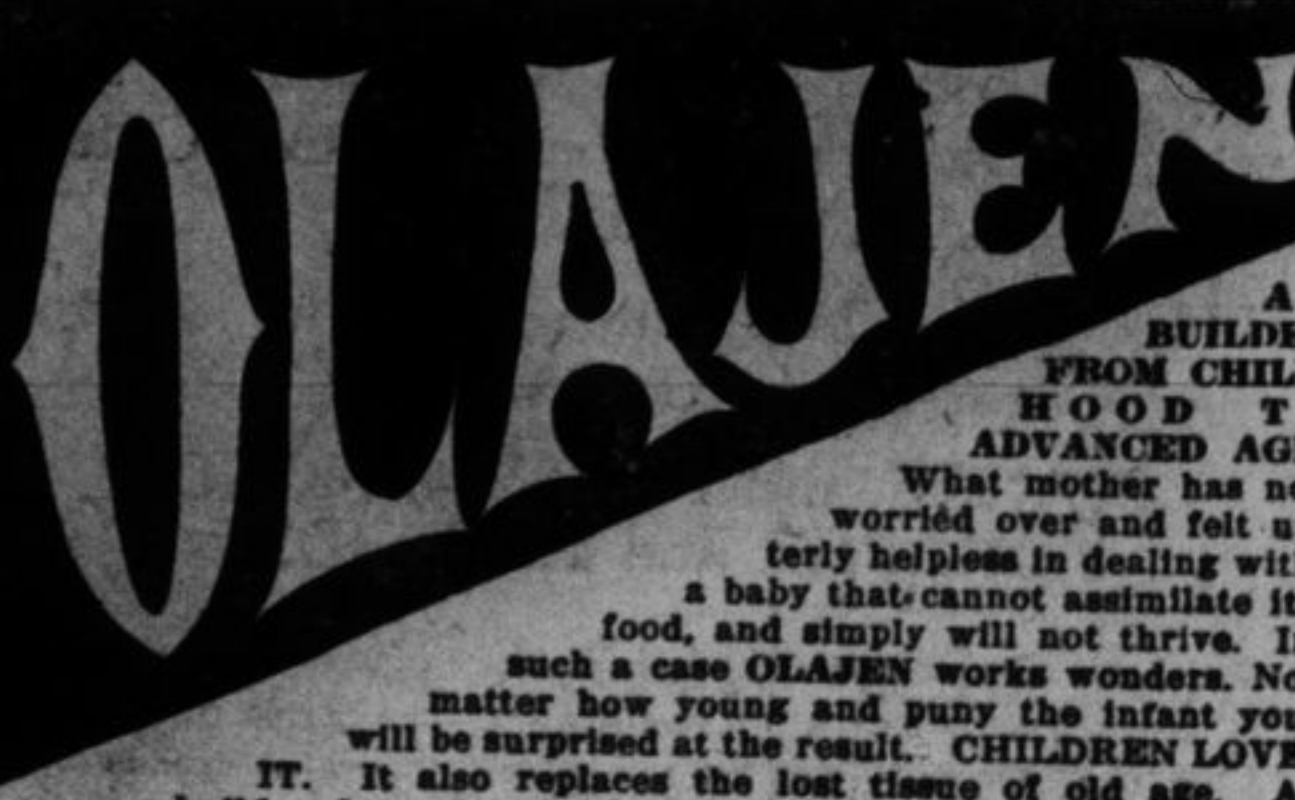 OLAJEN
A
BUILDE
FROM CHIL
HOOD T
ADVANCED AG
What mother has no
worried over and felt u
terly helpless in dealing wit
a baby that cannot assimilate it
food, and simply will not thrive. I
such a case OLAJEN works wonders. No
matter how young and puny the infant you
will be surprised at the result. CHILDREN LOVE
IT. It also replaces the lost tissue of old age. A